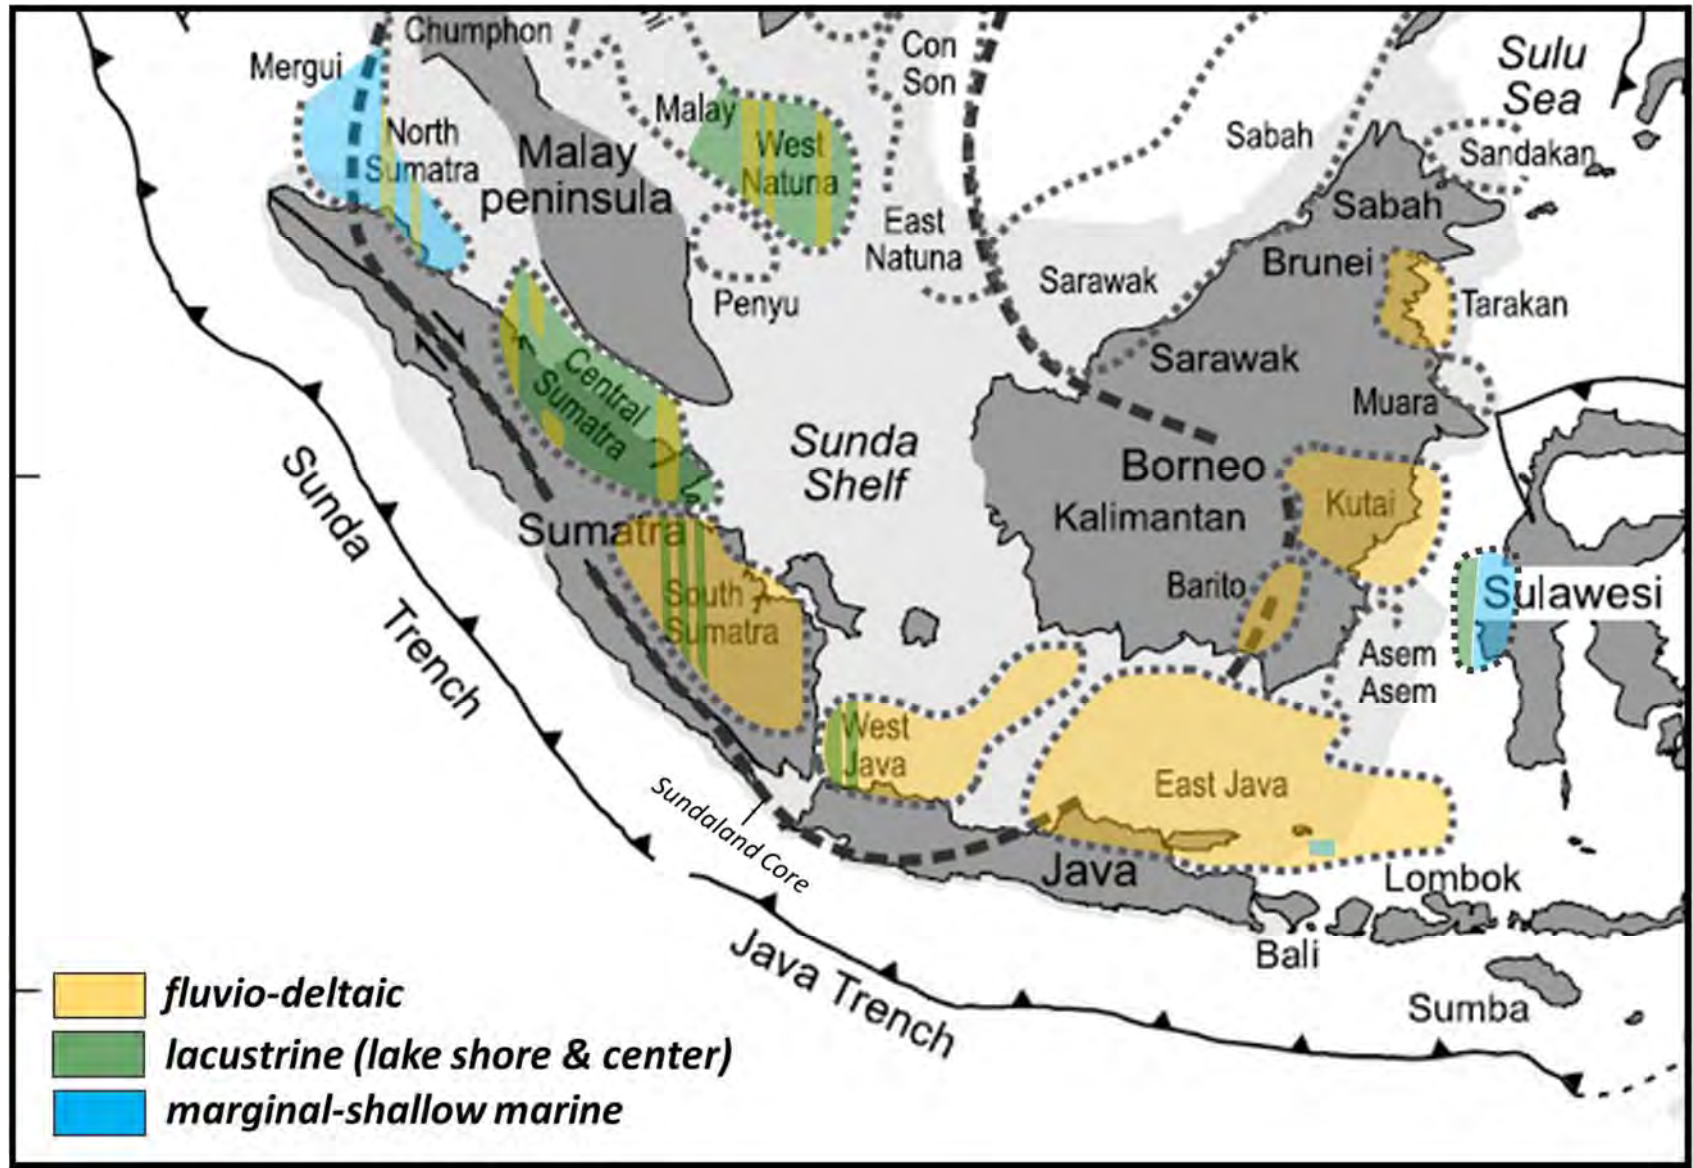 Chumphon
Mergui
Con
Son
Sulu
Sea
Malay
North
Sumatra
Malay
peninsula
West
Natuna
Sabah
Sandakan
Sabah
East
Natuna
Brunei
Sarawak
Penyu
Tarakan
Central
Sumatra
Sarawak
Muara
Sunda
Shelf
Borneo
Kalimantan
Kutai
Sunda
Trench
Sumatra
South
Sumatra
Barito
Sulawesi
Asem
Asem
West
Java
East Java
Sundaland Core
Java
Lombok
Bali
Java Trench
Sumba
fluvio-deltaic
lacustrine (lake shore & center)
marginal-shallow marine